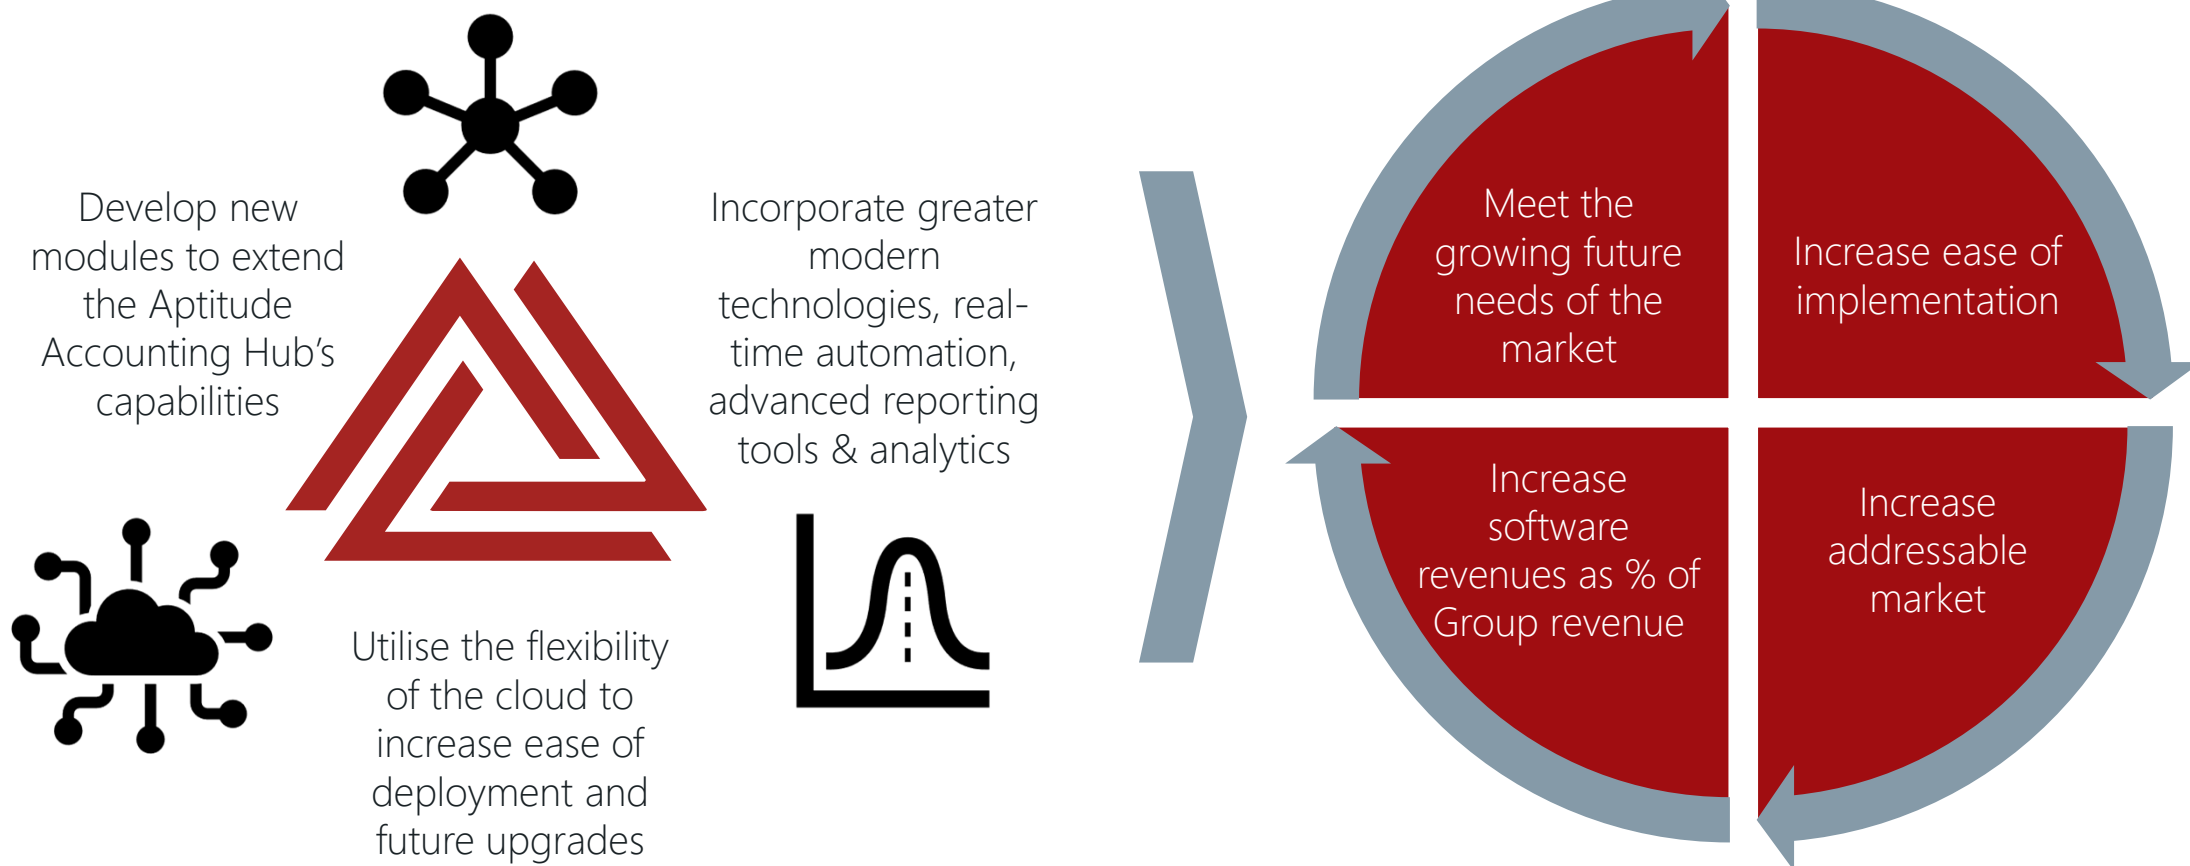 Develop new
modules to extend
the Aptitude
Accounting Hub’s
capabilities
Incorporate greater
modern
technologies, real-
time automation,
advanced reporting
tools & analytics
Utilise the flexibility
of the cloud to
increase ease of
deployment and
future upgrades
Meet the
growing future
needs of the
market
Increase ease of
implementation
Increase
software
revenues as % of
Group revenue
Increase
addressable
market